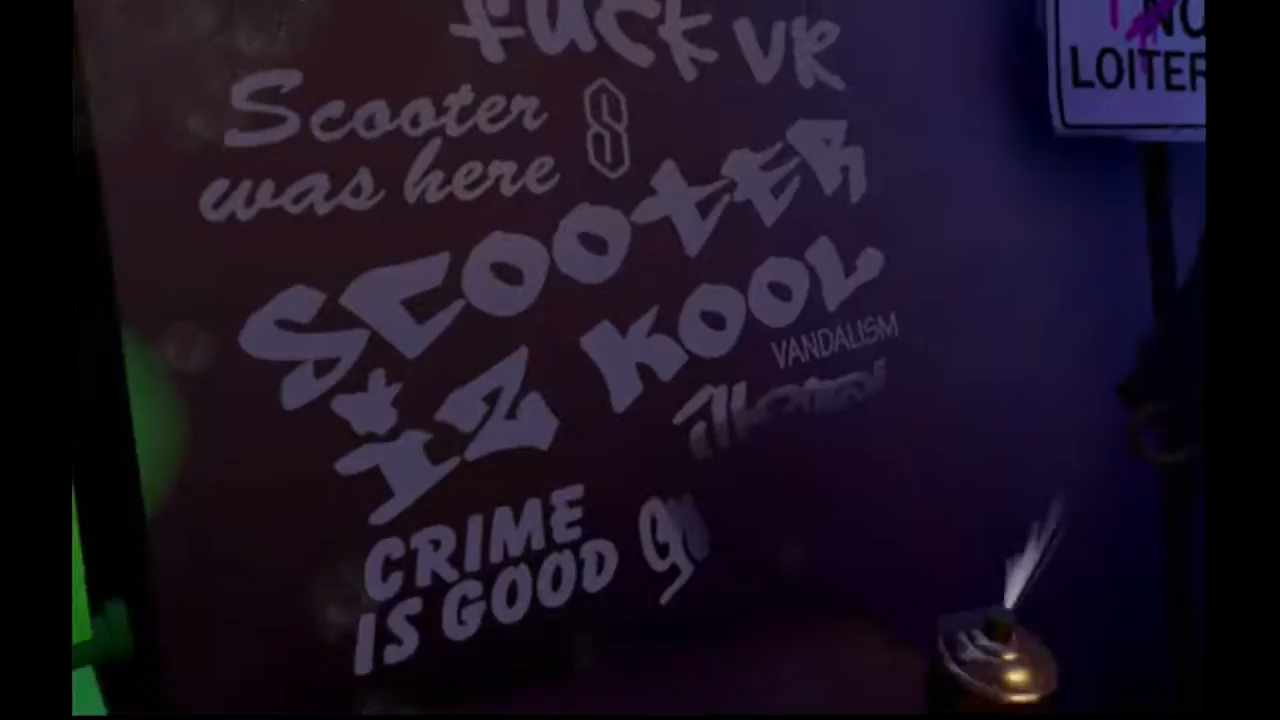 fuck VR
Scooter
was here
S
SCOOTER
IZ KOOL
VANDALISM
CRIME
IS GOOD
NO
LOITER